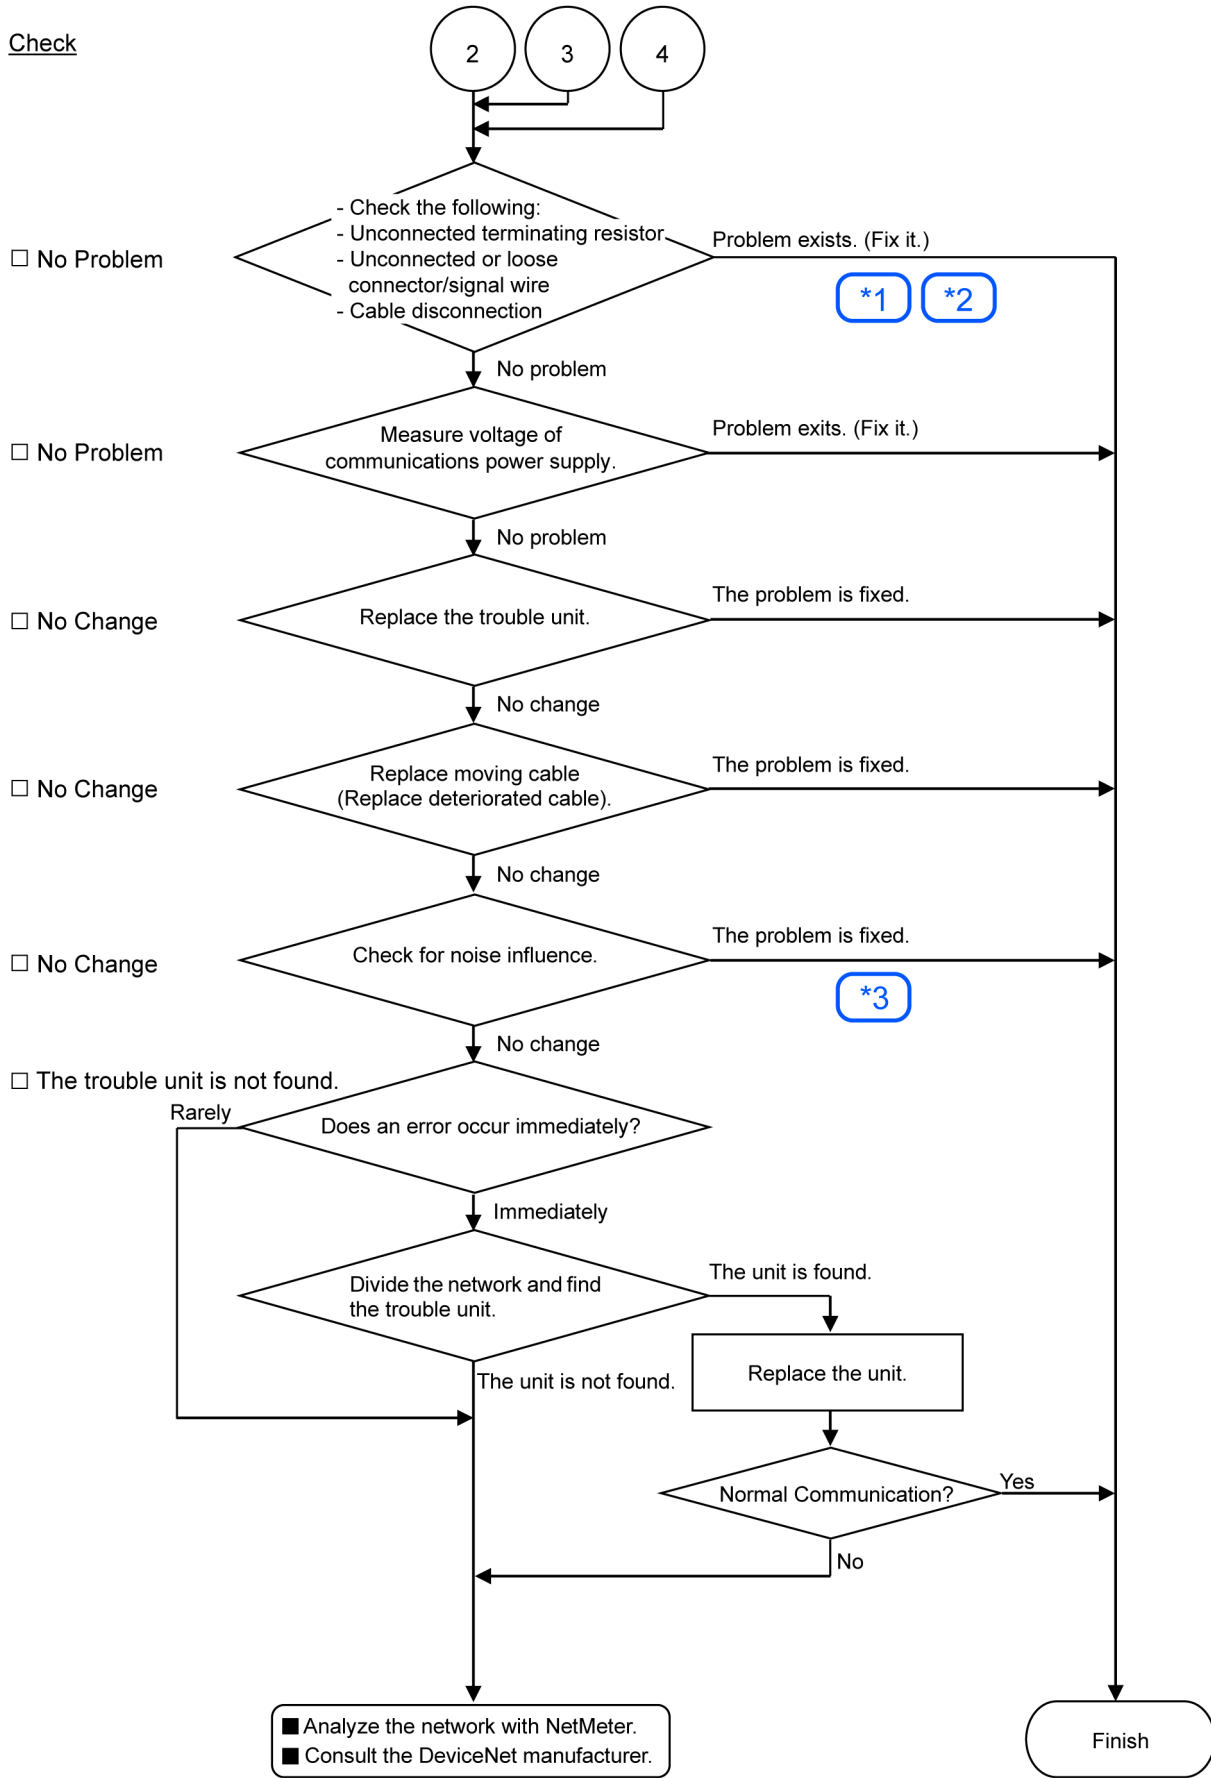 Check
2
3
4
- Check the following:
- Unconnected terminating resistor
- Unconnected or loose
connector/signal wire
- Cable disconnection
□ No Problem
Problem exists. (Fix it.)
*1
*2
No problem
□ No Problem
Measure voltage of
communications power supply.
Problem exits. (Fix it.)
No problem
□ No Change
Replace the trouble unit.
The problem is fixed.
No change
□ No Change
Replace moving cable
(Replace deteriorated cable).
The problem is fixed.
No change
□ No Change
Check for noise influence.
The problem is fixed.
*3
No change
□ The trouble unit is not found.
Rarely
Does an error occur immediately?
Immediately
Divide the network and find
the trouble unit.
The unit is found.
Replace the unit.
The unit is not found.
Normal Communication?
Yes
No
■ Analyze the network with NetMeter.
■ Consult the DeviceNet manufacturer.
Finish